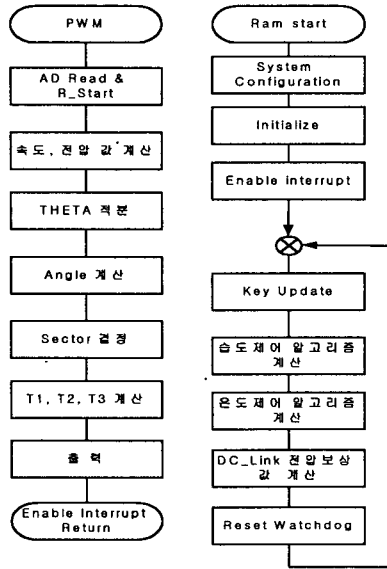 PWM
AD Read &
R_Start
속도, 전압 값 계산
THETA 적분
Angle 계산
Sector 결정
T1, T2, T3 계산
출 력
Enable Interrupt
Return
Ram start
System
Configuration
Initialize
Enable interrupt
Key Update
습도제어 알고리즘
계산
온도제어 알고리즘
계산
DC_Link 전압보상
값 계산
Reset Watchdog